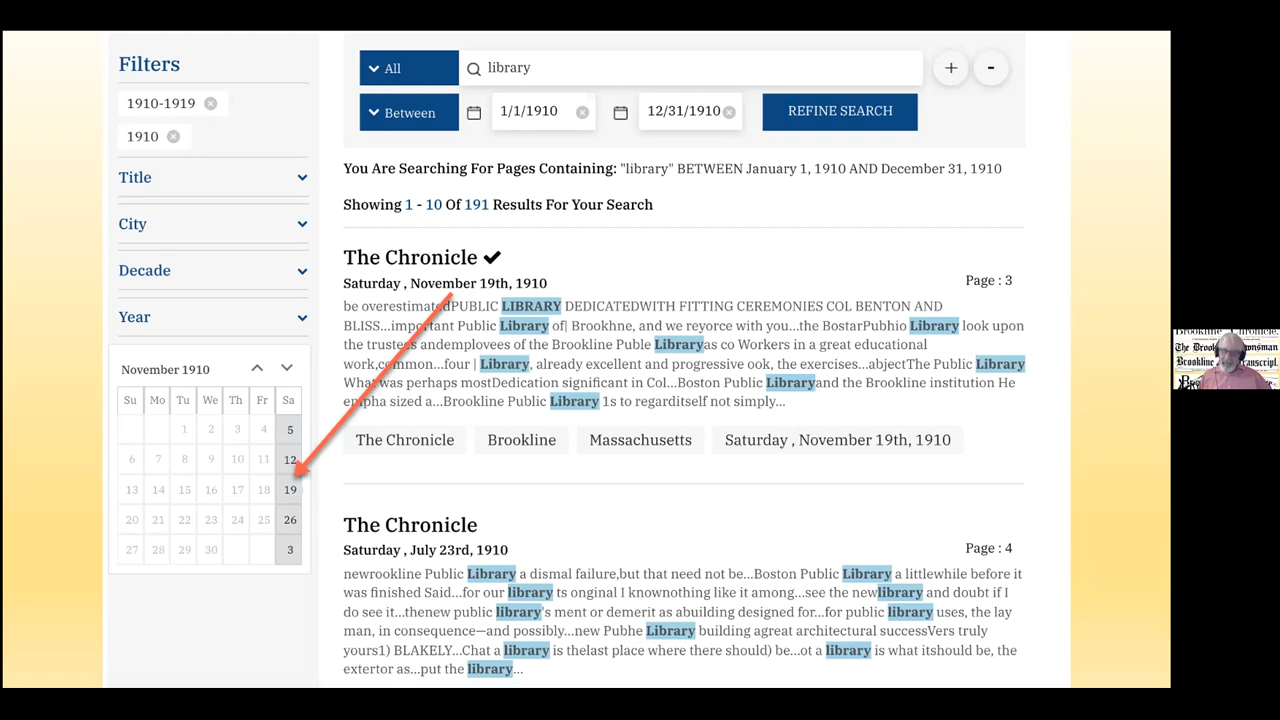 Filters
1910-1919
1910
Title
City
Decade
Year
November 1910
Su Mo Tu We Th Fr Sa
1 2 3 4 5
6 7 8 9 10 11 12
13 14 15 16 17 18 19
20 21 22 23 24 25 26
27 28 29 30 3
All library + -
Between 1/1/1910 12/31/1910 REFINE SEARCH
You Are Searching For Pages Containing: "library" BETWEEN January 1, 1910 AND December 31, 1910
Showing 1 - 10 Of 191 Results For Your Search
The Chronicle
Saturday , November 19th, 1910 Page : 3
be overestimatedPUBLIC LIBRARY DEDICATEDWITH FITTING CEREMONIES COL BENTON AND
BLISS...important Public Library of| Brookhne, and we reyorce with you...the BostarPubhio Library look upon
the trustees andemployees of the Brookline Puble Libraryas co Workers in a great educational
work,common...four | Library, already excellent and progressive ook, the exercises...abjectThe Public Library
What was perhaps mostDedication significant in Col...Boston Public Libraryand the Brookline institution He
empha sized a...Brookline Public Library 1s to regarditself not simply...
The Chronicle Brookline Massachusetts Saturday , November 19th, 1910
The Chronicle
Saturday , July 23rd, 1910 Page : 4
newrookline Public Library a dismal failure,but that need not be...Boston Public Library a littlewhile before it
was finished Said...for our library ts onginal I knownothing like it among...see the newlibrary and doubt if I
do see it...thenew public library's ment or demerit as abuilding designed for...for public library uses, the lay
man, in consequence—and possibly...new Pubhe Library building agreat architectural successVers truly
yours1) BLAKELY...Chat a library is thelast place where there should) be...ot a library is what itshould be, the
extertor as...put the library...
Brookline Chronicle.